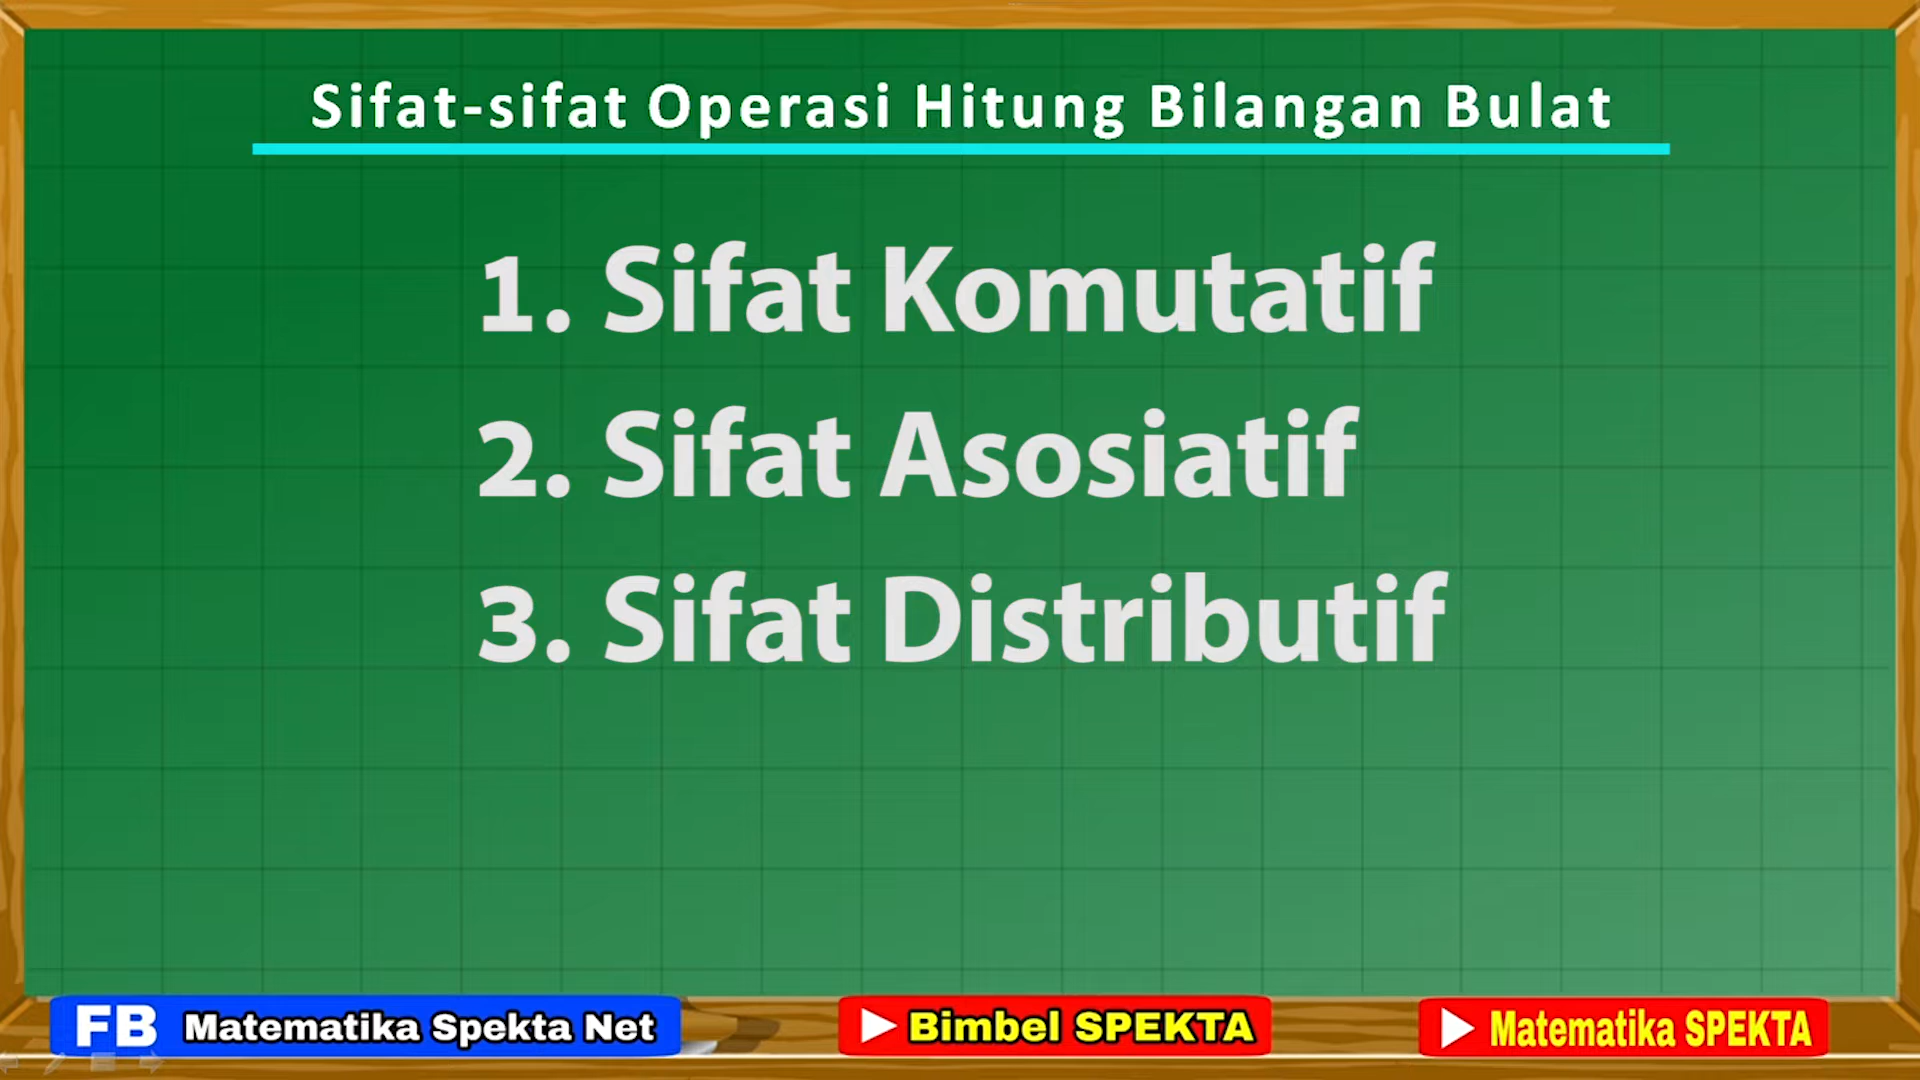 Sifat-sifat Operasi Hitung Bilangan Bulat
1. Sifat Komutatif
2. Sifat Asosiatif
3. Sifat Distributif
FB Matematika Spekta Net
Bimbel SPEKTA
Matematika SPEKTA